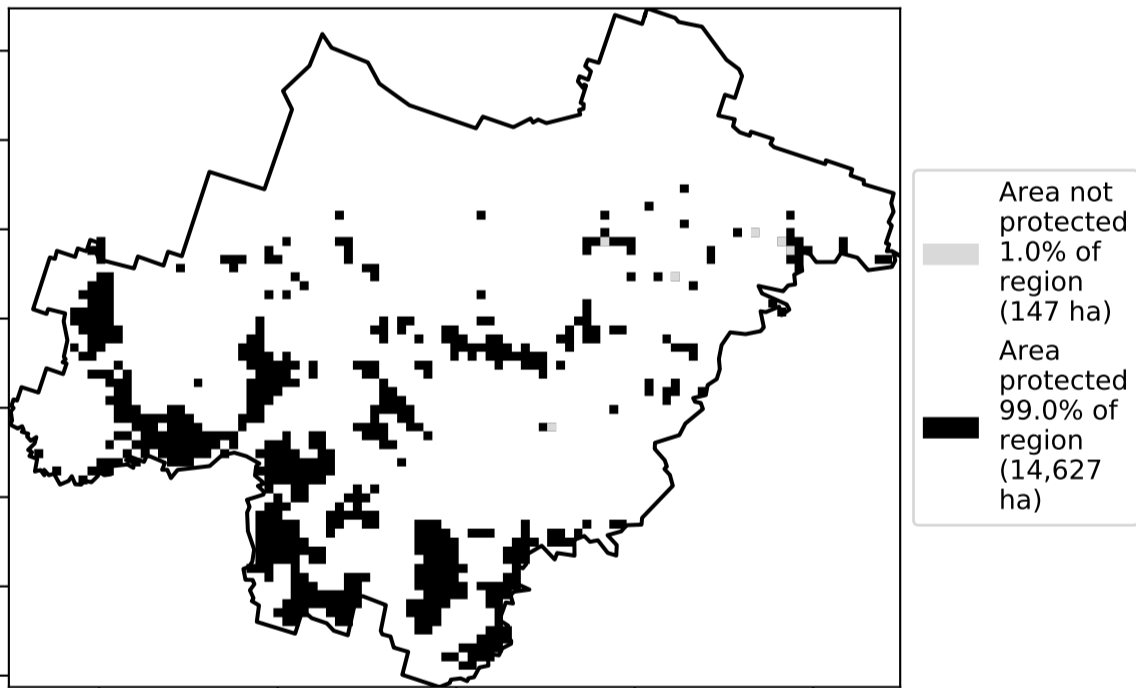 Area not
protected
1.0% of
region
(147 ha)
Area
protected
99.0% of
region
(14,627
ha)